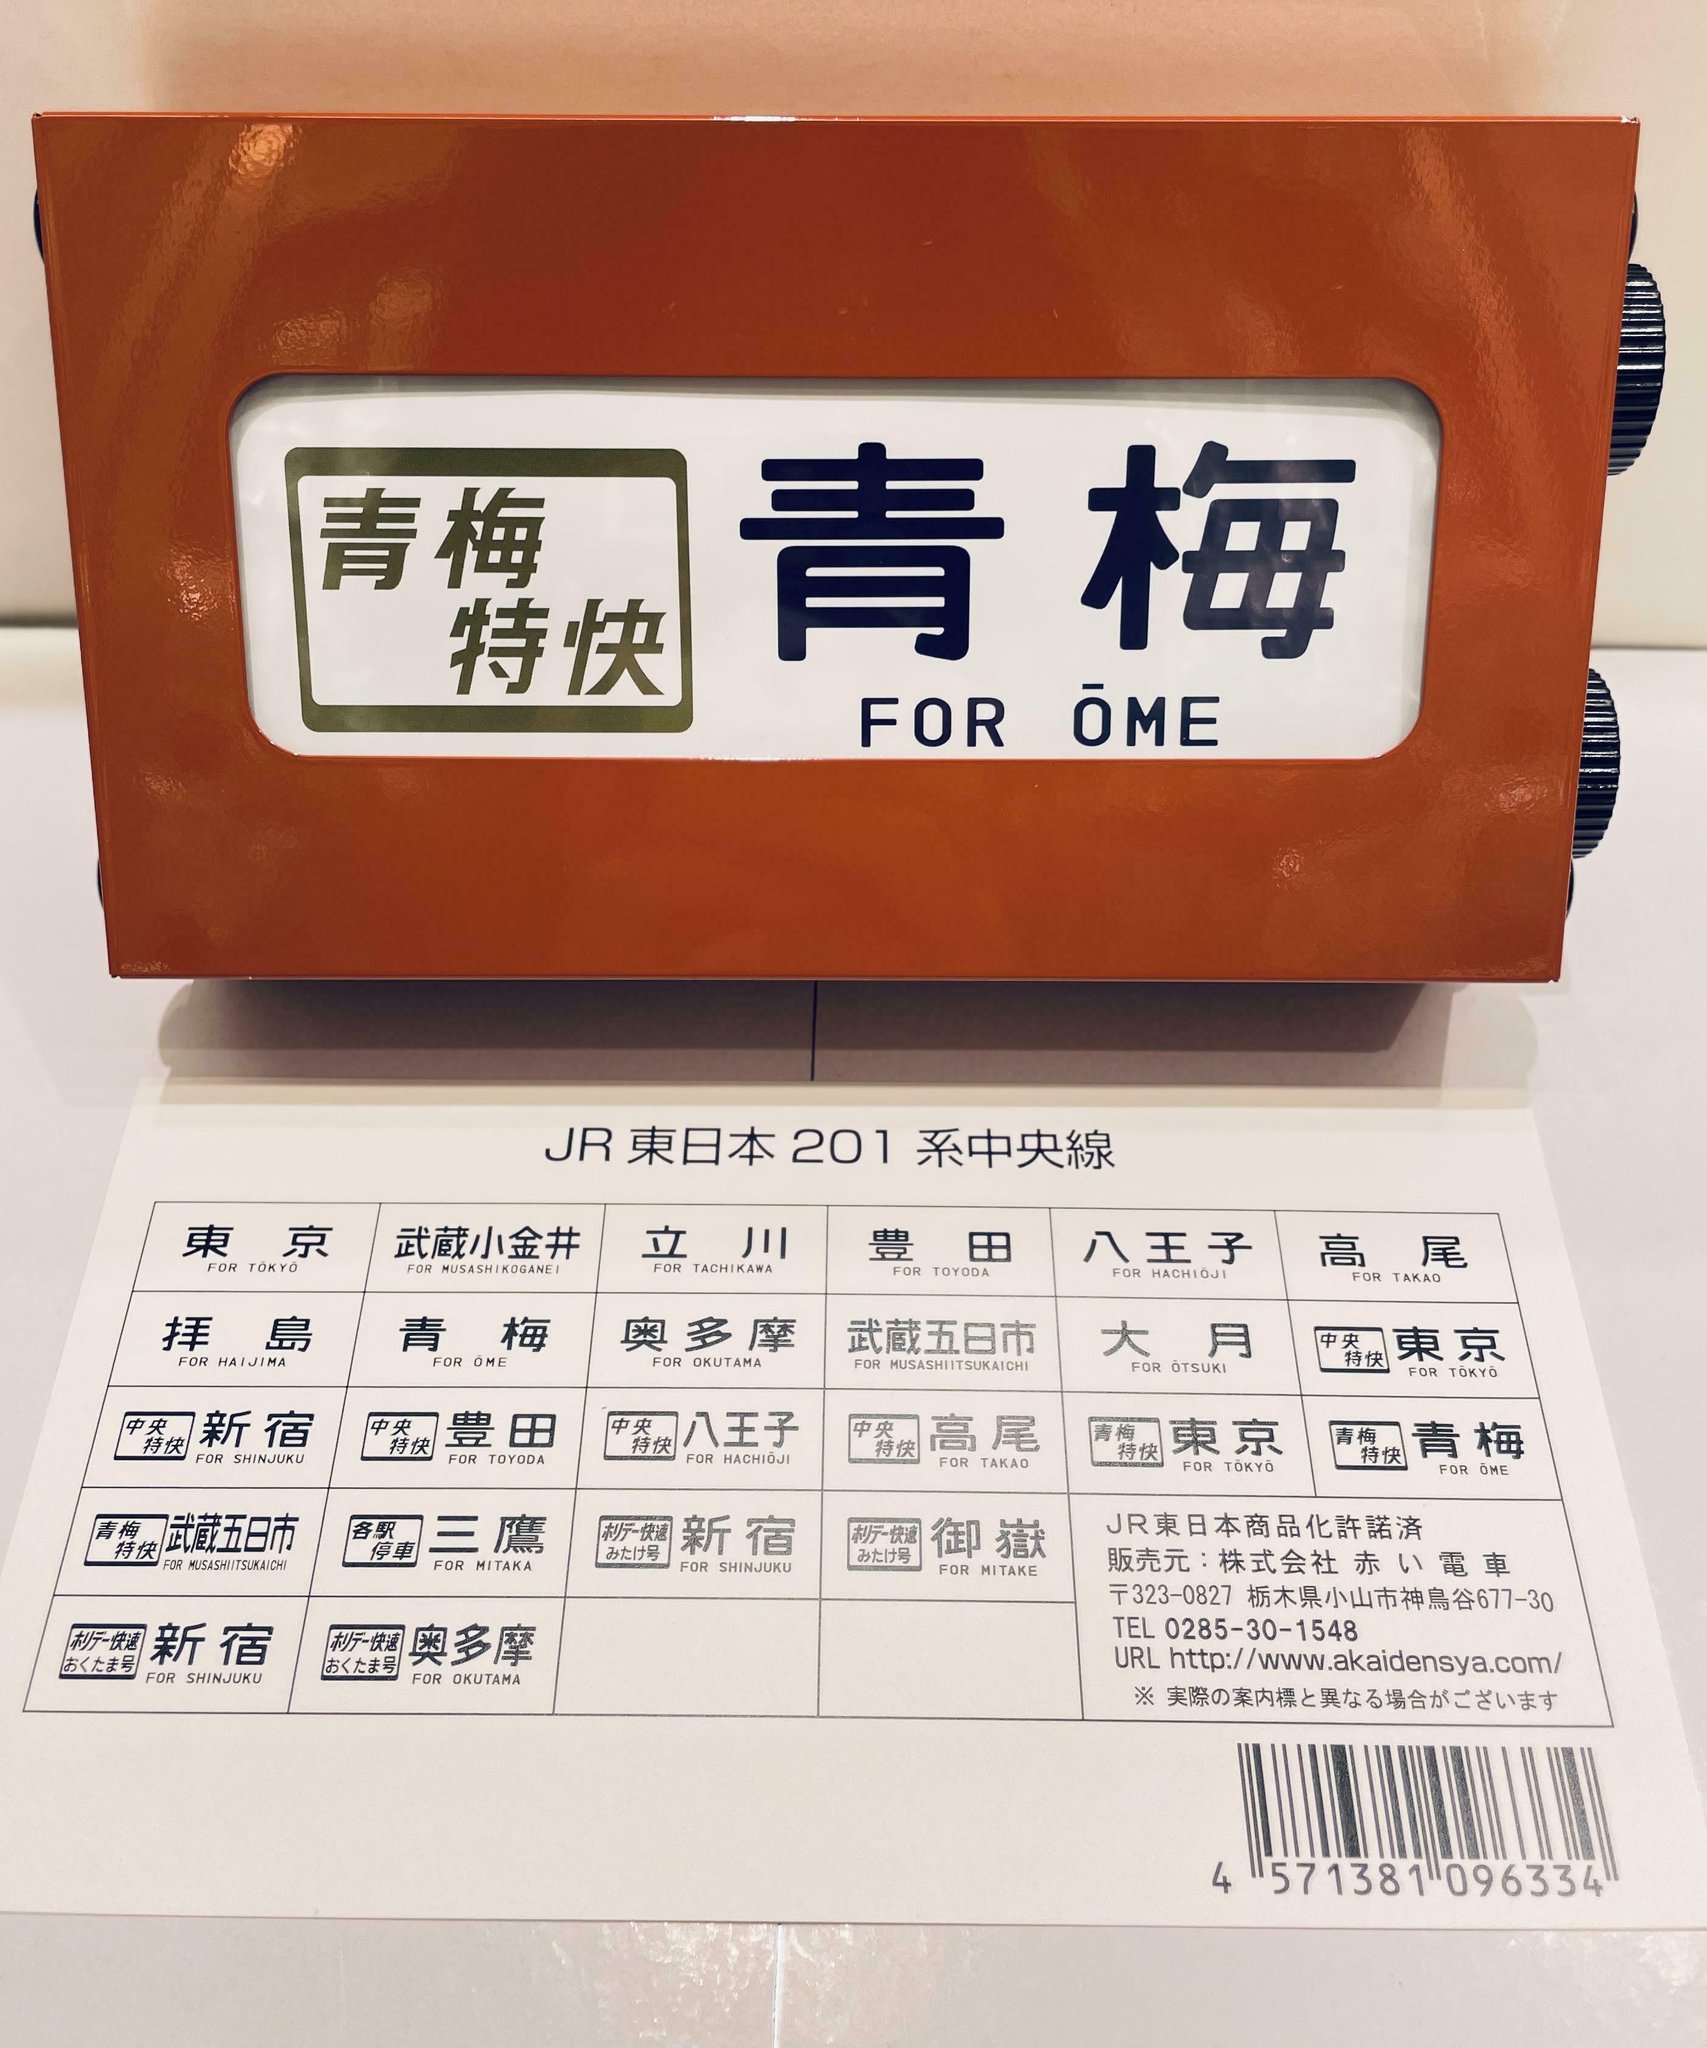 青梅
特快
青梅
FOR ŌME
JR 東日本 201 系中央線
東京
FOR TŌKYŌ
武蔵小金井
FOR MUSASHIKOGANEI
立川
FOR TACHIKAWA
豊田
FOR TOYODA
八王子
FOR HACHIŌJI
高尾
FOR TAKAO
拝島
FOR HAIJIMA
青梅
FOR ŌME
奥多摩
FOR OKUTAMA
武蔵五日市
FOR MUSASHIITSUKAICHI
大月
FOR ŌTSUKI
中央
特快
東京
FOR TŌKYŌ
中央
特快
新宿
FOR SHINJUKU
中央
特快
豊田
FOR TOYODA
中央
特快
八王子
FOR HACHIŌJI
中央
特快
高尾
FOR TAKAO
青梅
特快
東京
FOR TŌKYŌ
青梅
特快
青梅
FOR ŌME
青梅
特快
武蔵五日市
FOR MUSASHIITSUKAICHI
各駅
停車
三鷹
FOR MITAKA
ホリデー快速
みたけ号
新宿
FOR SHINJUKU
ホリデー快速
みたけ号
御嶽
FOR MITAKE
ホリデー快速
おくたま号
新宿
FOR SHINJUKU
ホリデー快速
おくたま号
奥多摩
FOR OKUTAMA
JR東日本商品化許諾済
販売元：株式会社 赤い電車
〒323-0827 栃木県小山市神鳥谷677-30
TEL 0285-30-1548
URL http://www.akaidensya.com/
※ 実際の案内標と異なる場合がございます
4 571381 096334